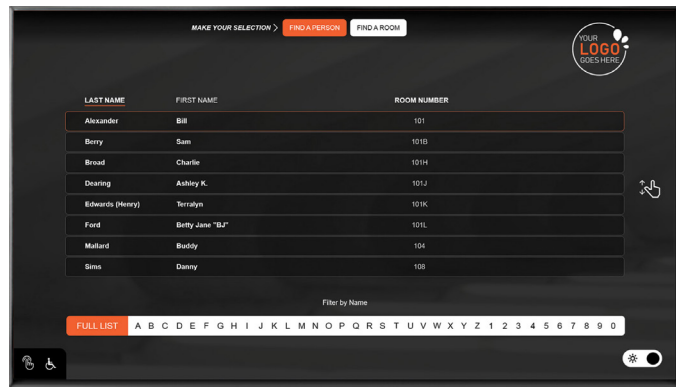 MAKE YOUR SELECTION > FIND A PERSON FIND A ROOM
YOUR
LOGO
GOES HERE
LAST NAME FIRST NAME ROOM NUMBER
Alexander Bill 101
Berry Sam 101B
Broad Charlie 101H
Dearing Ashley K. 101J
Edwards (Henry) Terralyn 101K
Ford Betty Jane "BJ" 101L
Mallard Buddy 104
Sims Danny 108
Filter by Name
FULL LIST A B C D E F G H I J K L M N O P Q R S T U V W X Y Z 1 2 3 4 5 6 7 8 9 0